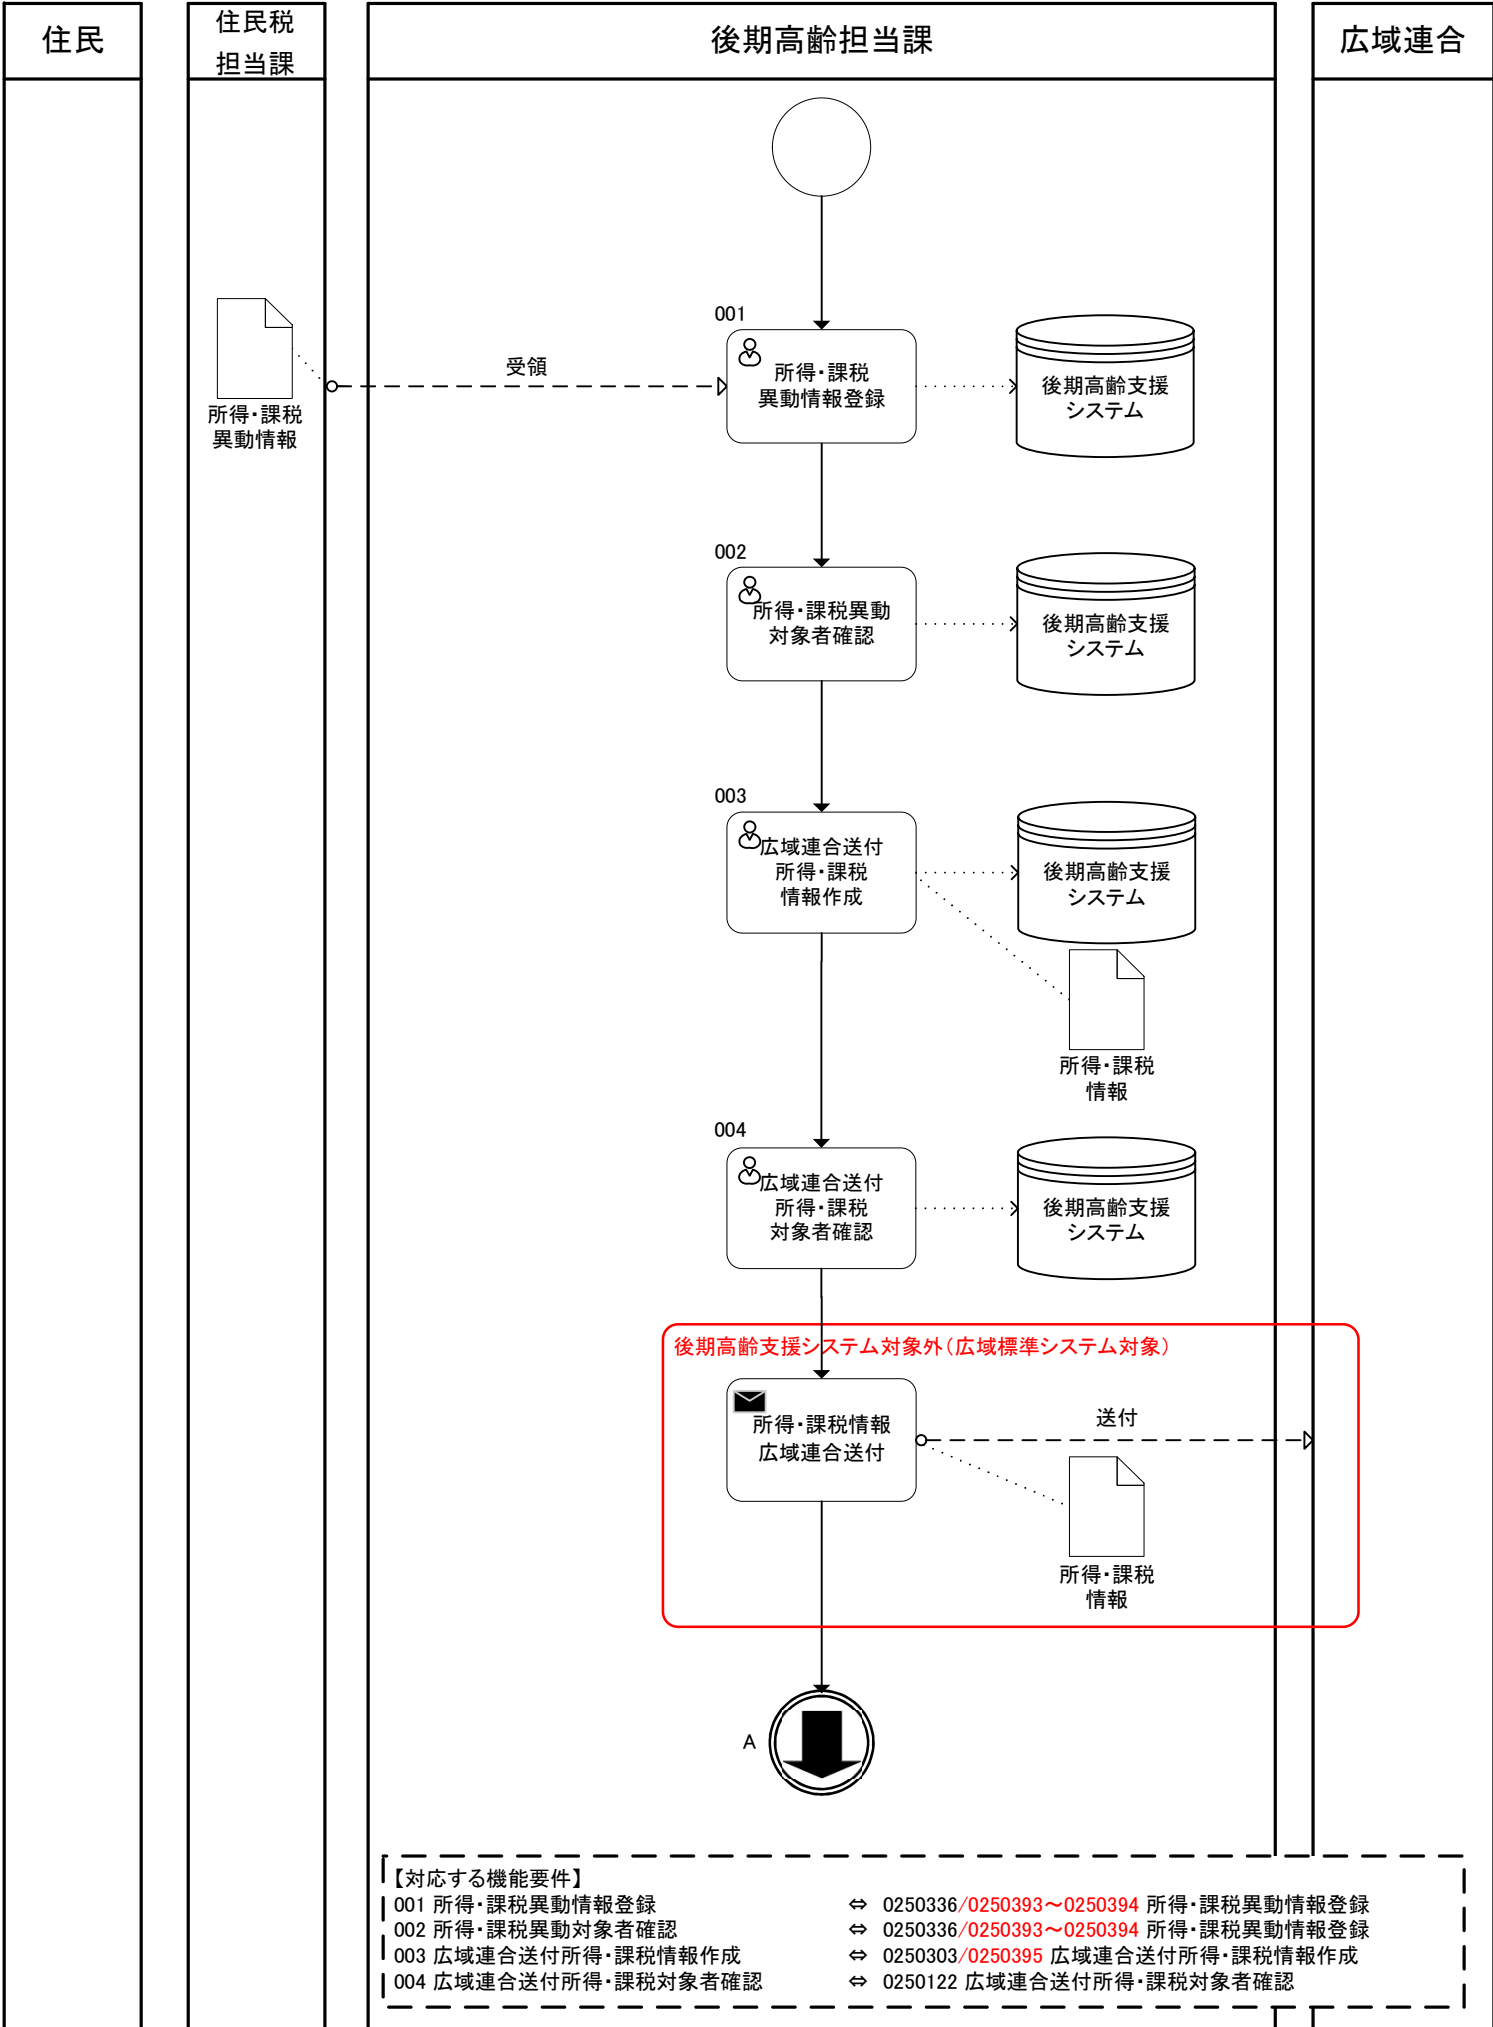 住民
住民税
担当課
後期高齢担当課
広域連合
所得・課税
異動情報
受領
001
所得・課税
異動情報登録
後期高齢支援
システム
002
所得・課税異動
対象者確認
後期高齢支援
システム
003
広域連合送付
所得・課税
情報作成
後期高齢支援
システム
所得・課税
情報
004
広域連合送付
所得・課税
対象者確認
後期高齢支援
システム
後期高齢支援システム対象外（広域標準システム対象）
所得・課税情報
広域連合送付
送付
所得・課税
情報
A
【対応する機能要件】
001 所得・課税異動情報登録 ⇔ 0250336/0250393～0250394 所得・課税異動情報登録
002 所得・課税異動対象者確認 ⇔ 0250336/0250393～0250394 所得・課税異動情報登録
003 広域連合送付所得・課税情報作成 ⇔ 0250303/0250395 広域連合送付所得・課税情報作成
004 広域連合送付所得・課税対象者確認 ⇔ 0250122 広域連合送付所得・課税対象者確認